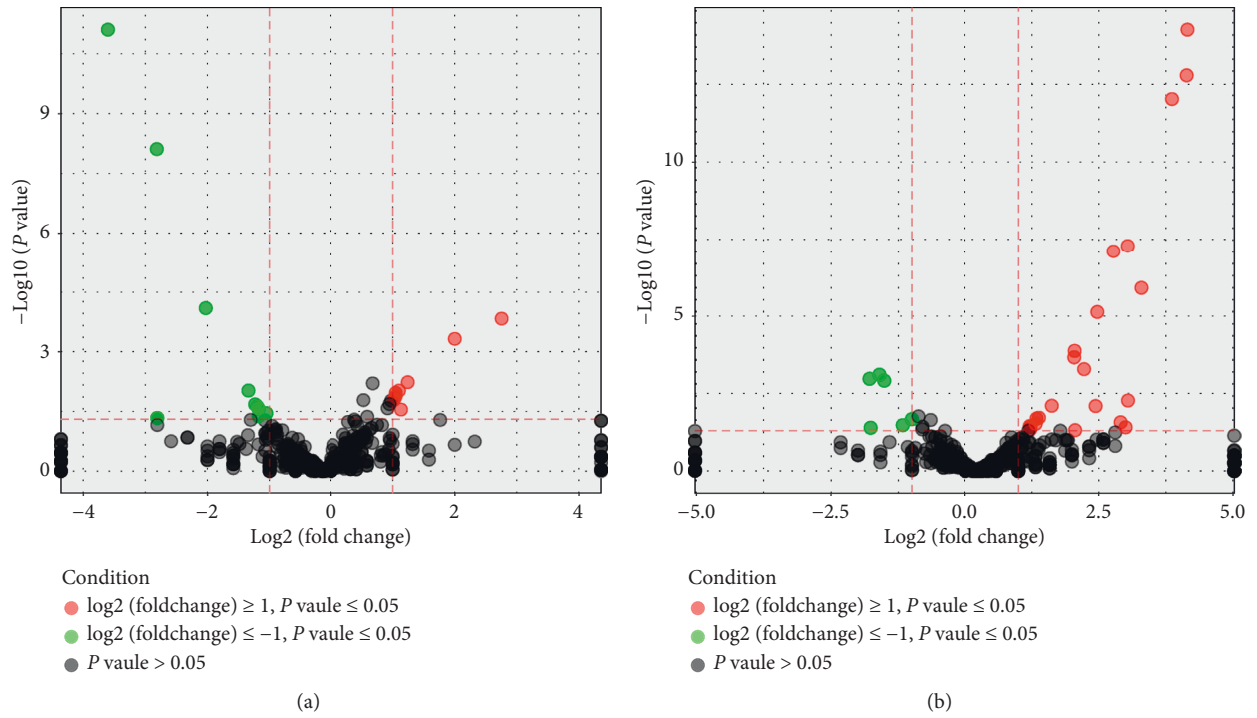 9
6
3
0
−Log10 (P value)
−4
−2
0
2
4
Log2 (fold change)
Condition
log2 (foldchange) ≥ 1, P vaule ≤ 0.05
log2 (foldchange) ≤ −1, P vaule ≤ 0.05
P vaule > 0.05
(a)
10
5
0
−Log10 (P value)
−5.0
−2.5
0.0
2.5
5.0
Log2 (fold change)
Condition
log2 (foldchange) ≥ 1, P vaule ≤ 0.05
log2 (foldchange) ≤ −1, P vaule ≤ 0.05
P vaule > 0.05
(b)